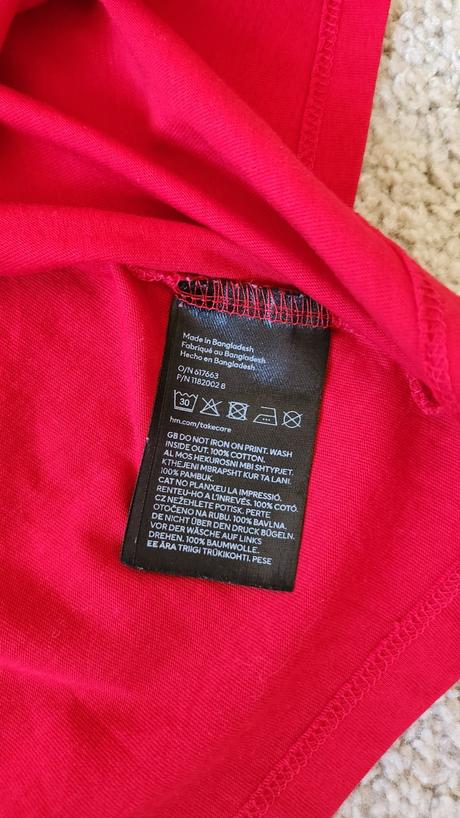 Made in Bangladesh
Fabriqué au Bangladesh
Hecho en Bangladesh
O/N 617663
P/N 1182002 8
30
hm.com/takecare
GB DO NOT IRON ON PRINT. WASH
INSIDE OUT. 100% COTTON.
AL MOS HEKUROSNI MBI SHTYPJET.
KTHEJENI MBRAPSHT KUR TA LANI.
100% PAMBUK.
CAT NO PLANXEU LA IMPRESSIÓ.
RENTEU-HO A L'INREVÉS. 100% COTÓ.
CZ NEŽEHLETE POTISK. PERTE
OTOČENO NA RUBU. 100% BAVLNA.
DE NICHT ÜBER DEN DRUCK BÜGELN.
VOR DER WÄSCHE AUF LINKS
DREHEN. 100% BAUMWOLLE.
EE ÄRA TRIIGI TRÜKIKOHTI. PESE